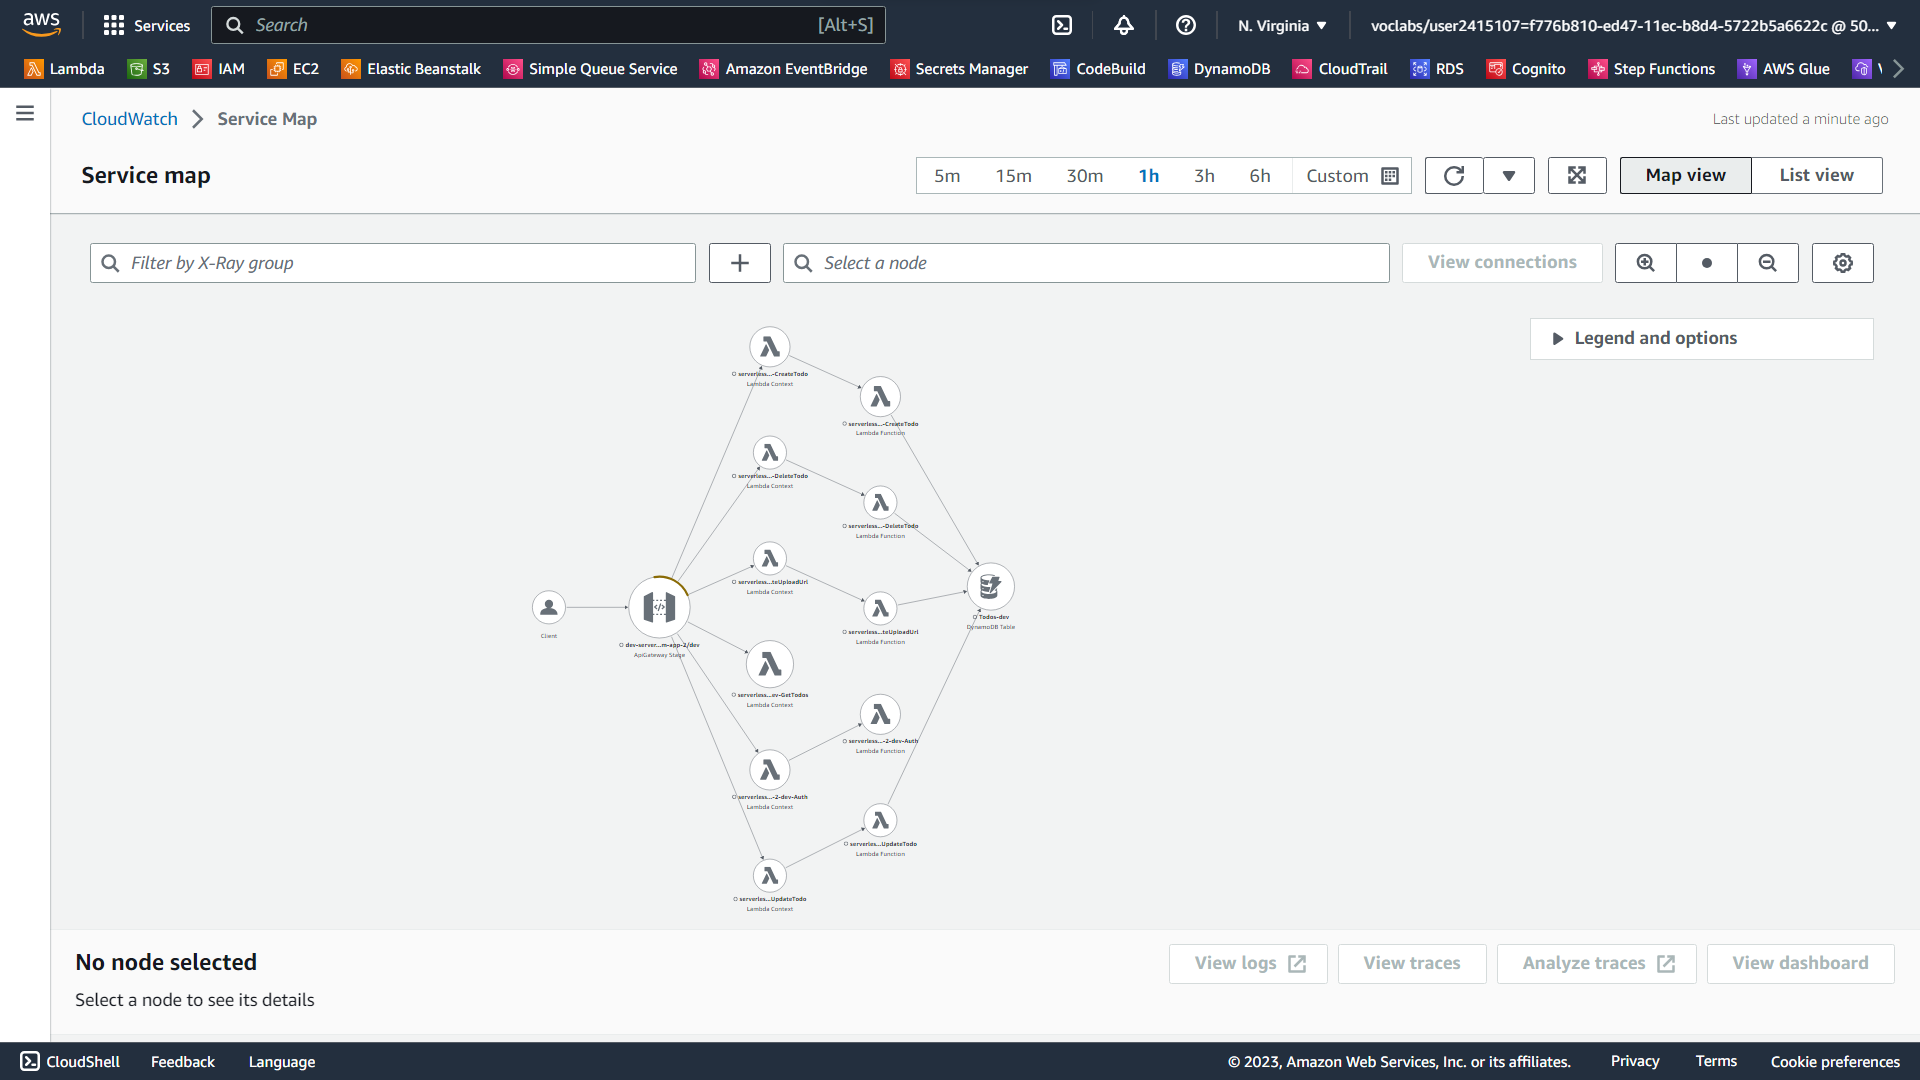 aws
Services
Search [Alt+S]
N. Virginia
voclabs/user2415107=f776b810-ed47-11ec-b8d4-5722b5a6622c @ 50...
Lambda S3 IAM EC2 Elastic Beanstalk Simple Queue Service Amazon EventBridge Secrets Manager CodeBuild DynamoDB CloudTrail RDS Cognito Step Functions AWS Glue
CloudWatch Service Map
Last updated a minute ago
Service map
5m 15m 30m 1h 3h 6h Custom
Map view List view
Filter by X-Ray group
Select a node
View connections
Legend and options
serverless...-CreateTodo
Lambda Context
serverless...-CreateTodo
Lambda Function
serverless...-DeleteTodo
Lambda Context
serverless...-DeleteTodo
Lambda Function
serverless...teUploadUrl
Lambda Context
serverless...teUploadUrl
Lambda Function
Todos-dev
DynamoDB Table
Client
dev-server...m-app-2/dev
ApiGateway Stage
serverless...ev-GetTodos
Lambda Context
serverless...-2-dev-Auth
Lambda Function
serverless...-2-dev-Auth
Lambda Context
serverles...UpdateTodo
Lambda Function
serverles...UpdateTodo
Lambda Context
No node selected
Select a node to see its details
View logs View traces Analyze traces View dashboard
CloudShell Feedback Language
© 2023, Amazon Web Services, Inc. or its affiliates. Privacy Terms Cookie preferences